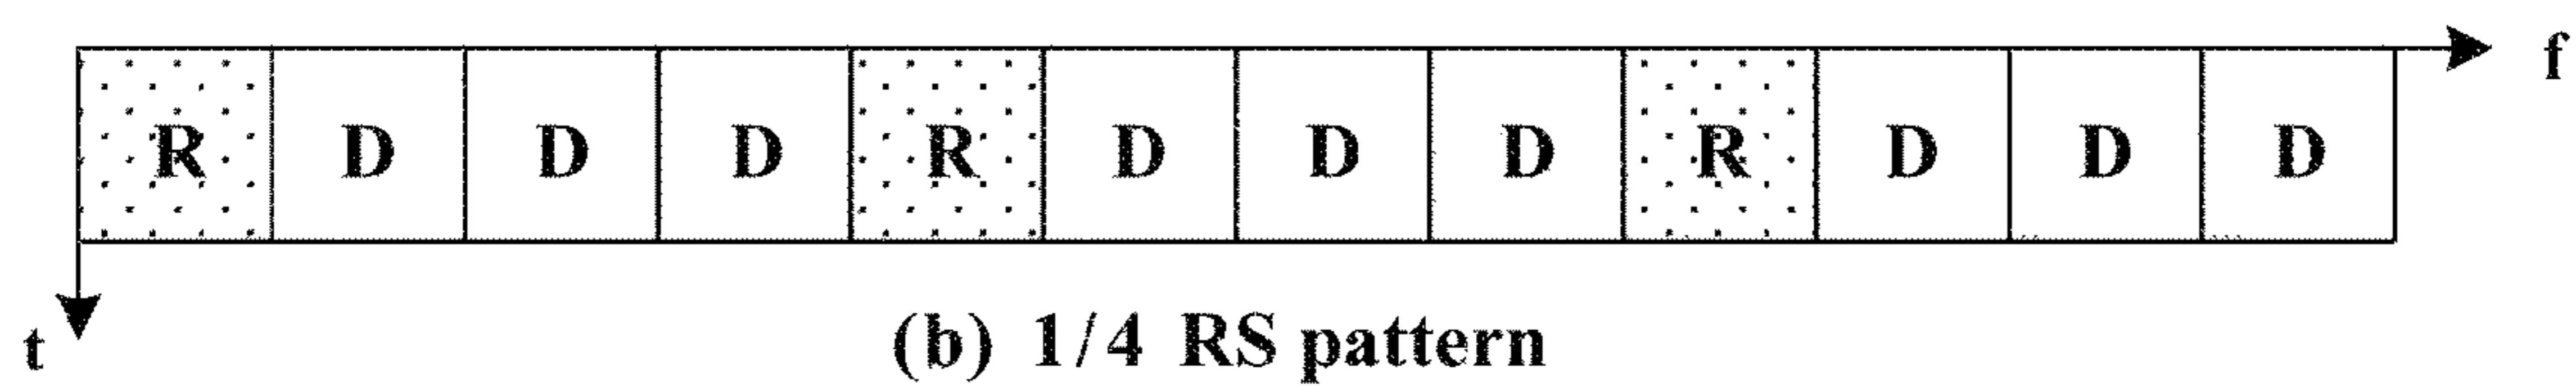 f
R D D D R D D D R D D D
t
(b) 1/4 RS pattern